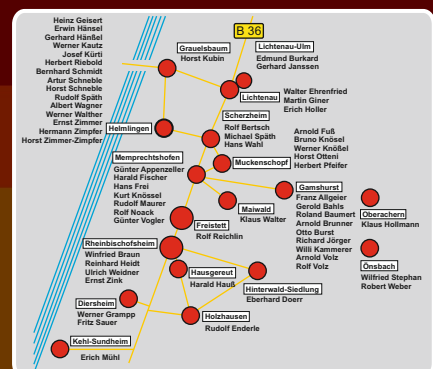 Heinz Geisert
Erwin Hänsel
Gerhard Hänßel
Werner Kautz
Josef Kürti
Herbert Riebold
Bernhard Schmidt
Artur Schneble
Horst Schneble
Rudolf Späth
Albert Wagner
Werner Walther
Ernst Zimmer
Hermann Zimpfer
Horst Zimmer-Zimpfer
Helmlingen
Grauelsbaum
Horst Kubin
B 36
Lichtenau-Ulm
Edmund Burkard
Gerhard Janssen
Lichtenau
Walter Ehrenfried
Martin Giner
Erich Holler
Scherzheim
Rolf Bertsch
Michael Späth
Hans Wahl
Muckenschopf
Arnold Fuß
Bruno Knösel
Werner Knößel
Horst Otteni
Herbert Pfeifer
Memprechtshofen
Günter Appenzeller
Harald Fischer
Hans Frei
Kurt Knössel
Rudolf Maurer
Rolf Noack
Günter Vogler
Maiwald
Klaus Walter
Gamshurst
Franz Allgeier
Gerold Bahls
Roland Baumert
Arnold Brunner
Otto Burst
Richard Jörger
Willi Kammerer
Arnold Volz
Rolf Volz
Oberachern
Klaus Hollmann
Önsbach
Wilfried Stephan
Robert Weber
Freistett
Rolf Reichlin
Rheinbischofsheim
Winfried Braun
Reinhard Heidt
Ulrich Weidner
Ernst Zink
Hausgereut
Harald Hauß
Hinterwald-Siedlung
Eberhard Doerr
Diersheim
Werner Grampp
Fritz Sauer
Holzhausen
Rudolf Enderle
Kehl-Sundheim
Erich Mühl